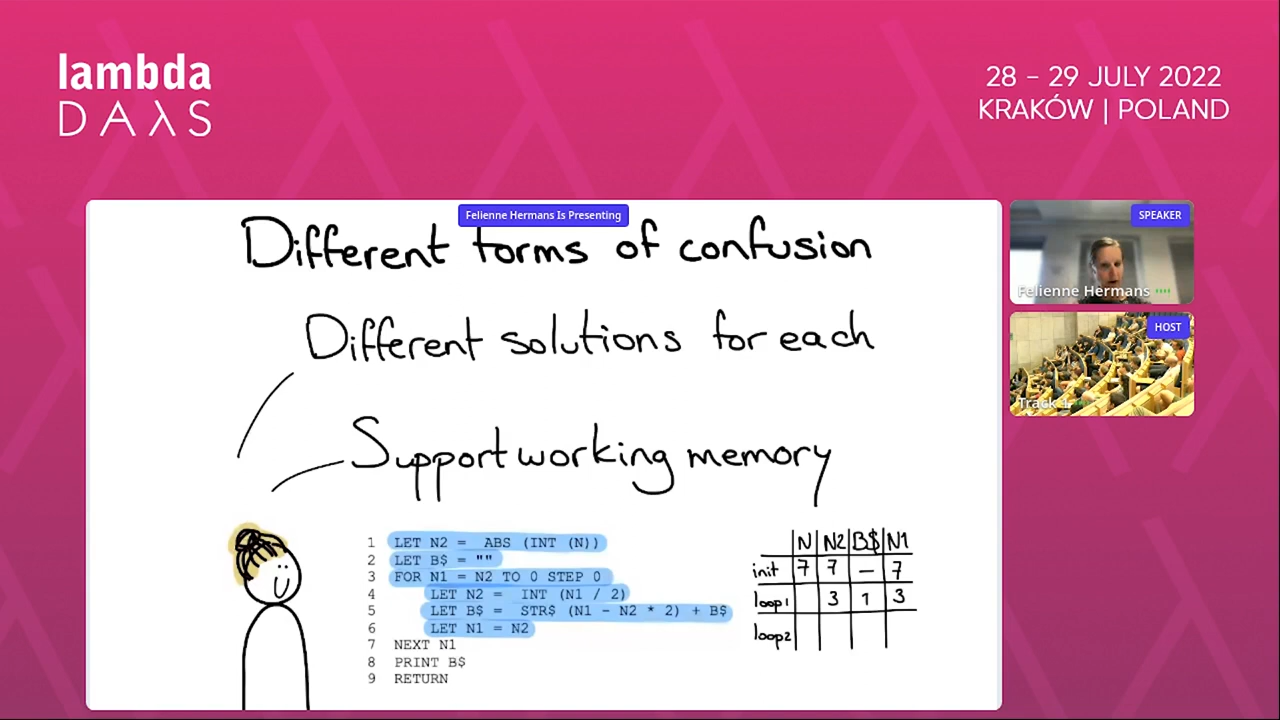 lambda
DAλS
28 – 29 JULY 2022
KRAKÓW | POLAND
Felienne Hermans Is Presenting
Different forms of confusion
Different solutions for each
Support working memory
1 LET N2 = ABS (INT (N))
2 LET B$ = ""
3 FOR N1 = N2 TO 0 STEP 0
4 LET N2 = INT (N1 / 2)
5 LET B$ = STR$ (N1 - N2 * 2) + B$
6 LET N1 = N2
7 NEXT N1
8 PRINT B$
9 RETURN
N N2 B$ N1
init 7 7 – 7
loop1 3 1 3
loop2
SPEAKER
Felienne Hermans
HOST